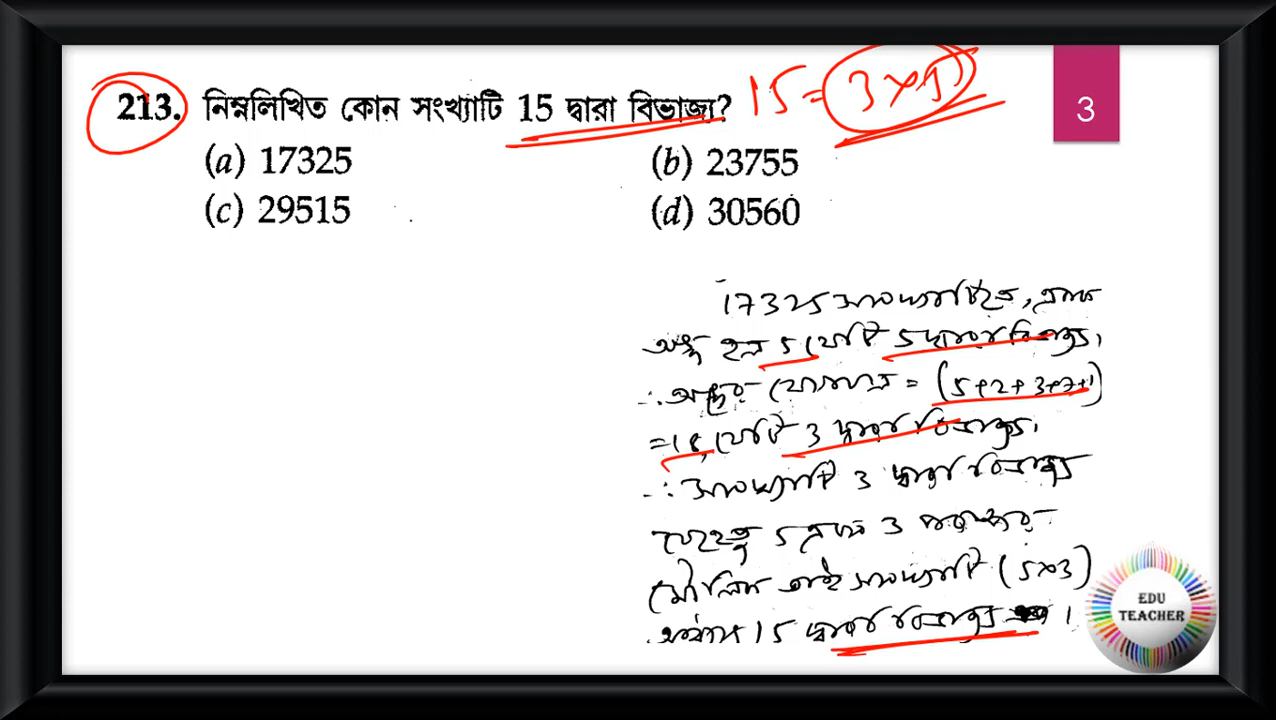 213. নিম্নলিখিত কোন সংখ্যাটি 15 দ্বারা বিভাজ্য? 15 = 3×5
3
(a) 17325 (b) 23755
(c) 29515 (d) 30560
17325 সংখ্যাটির, একক
অঙ্ক হল 5 যেটি 5 দ্বারা বিভাজ্য।
∴ অঙ্কের যোগফল = (5+2+3+7+1)
=18, যেটি 3 দ্বারা বিভাজ্য।
∴ সংখ্যাটি 3 দ্বারা বিভাজ্য
যেহেতু 5 এবং 3 পরস্পর
মৌলিক তাই সংখ্যাটি (5×3)
অর্থাৎ 15 দ্বারা বিভাজ্য ।
EDU
TEACHER